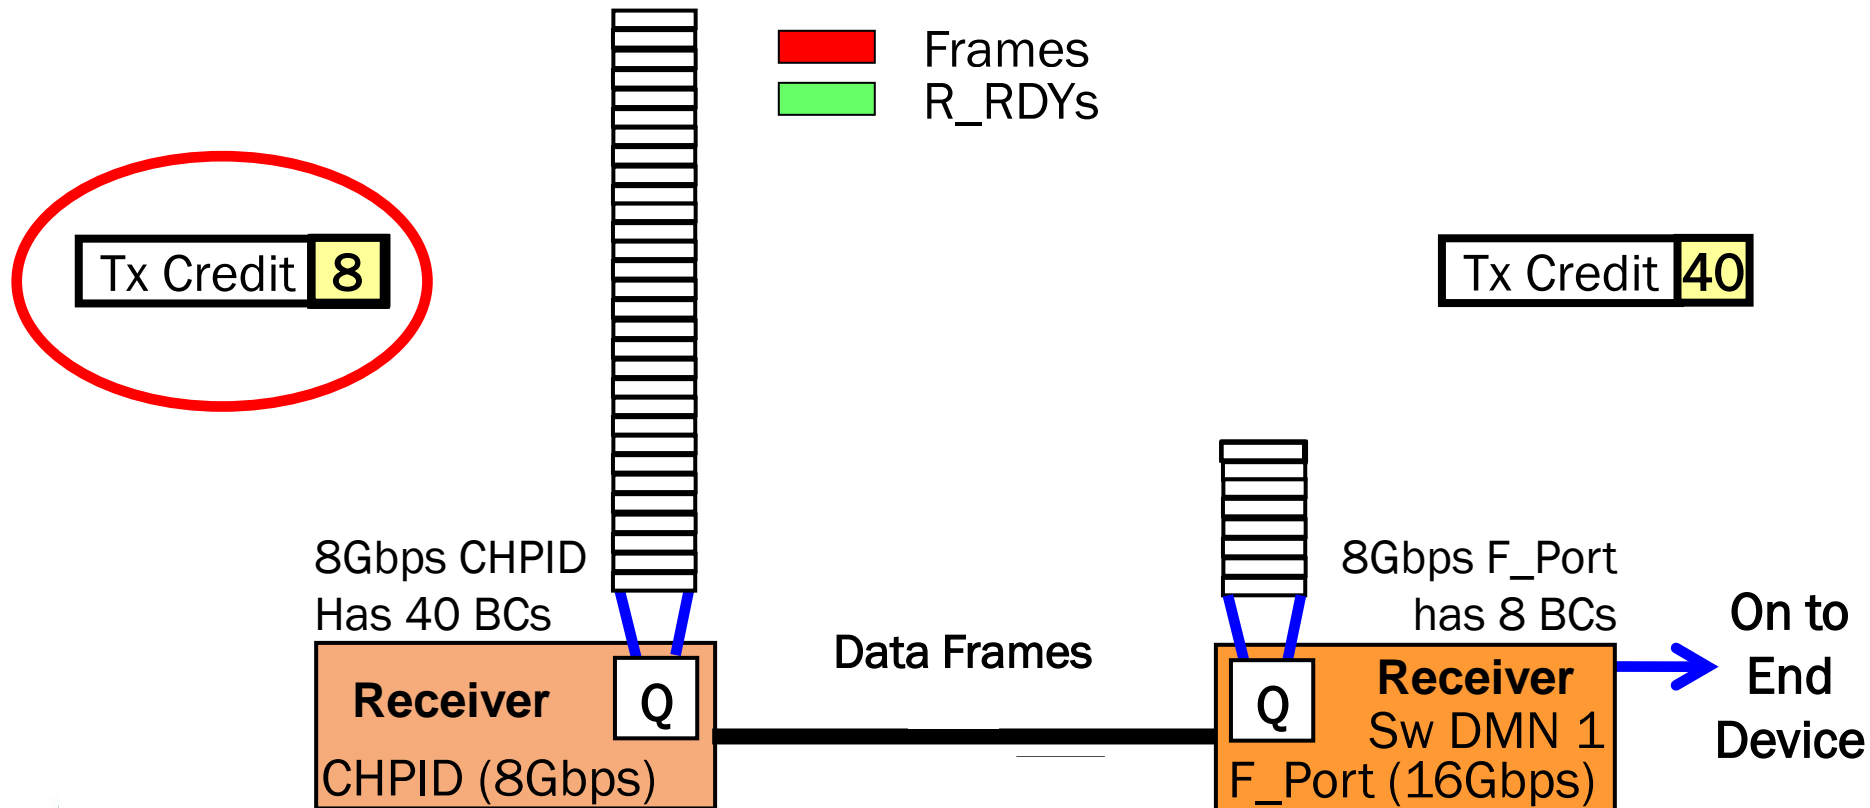 Frames
R_RDYs
Tx Credit 8
Tx Credit 40
8Gbps CHPID
Has 40 BCs
8Gbps F_Port
has 8 BCs
Data Frames
Receiver
Q
CHPID (8Gbps)
Q
Receiver
Sw DMN 1
F_Port (16Gbps)
On to
End
Device